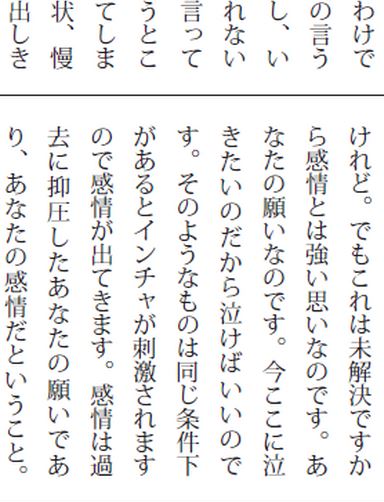 わけで
の言う
し、い
れない
言って
うとこ
てしま
状、慢
出しき
けれど。でもこれは未解決ですか
ら感情とは強い思いなのです。あ
なたの願いなのです。今ここに泣
きたいのだから泣けばいいので
す。そのようなものは同じ条件下
があるとインチャが刺激されます
ので感情が出てきます。感情は過
去に抑圧したあなたの願いであ
り、あなたの感情だということ。